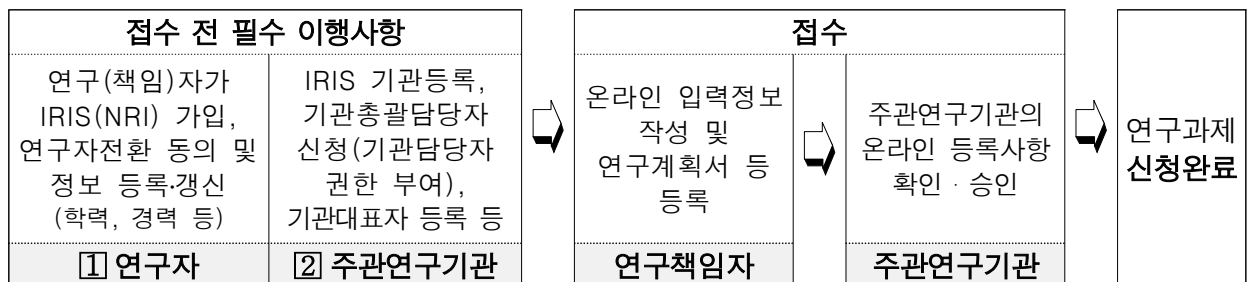 접수 전 필수 이행사항
연구(책임)자가
IRIS(NRI) 가입,
연구자전환 동의 및
정보 등록·갱신
(학력, 경력 등)
1 연구자
IRIS 기관등록,
기관총괄담당자
신청(기관담당자
권한 부여),
기관대표자 등록 등
2 주관연구기관
접수
온라인 입력정보
작성 및
연구계획서 등
등록
연구책임자
주관연구기관의
온라인 등록사항
확인 · 승인
주관연구기관
연구과제
신청완료